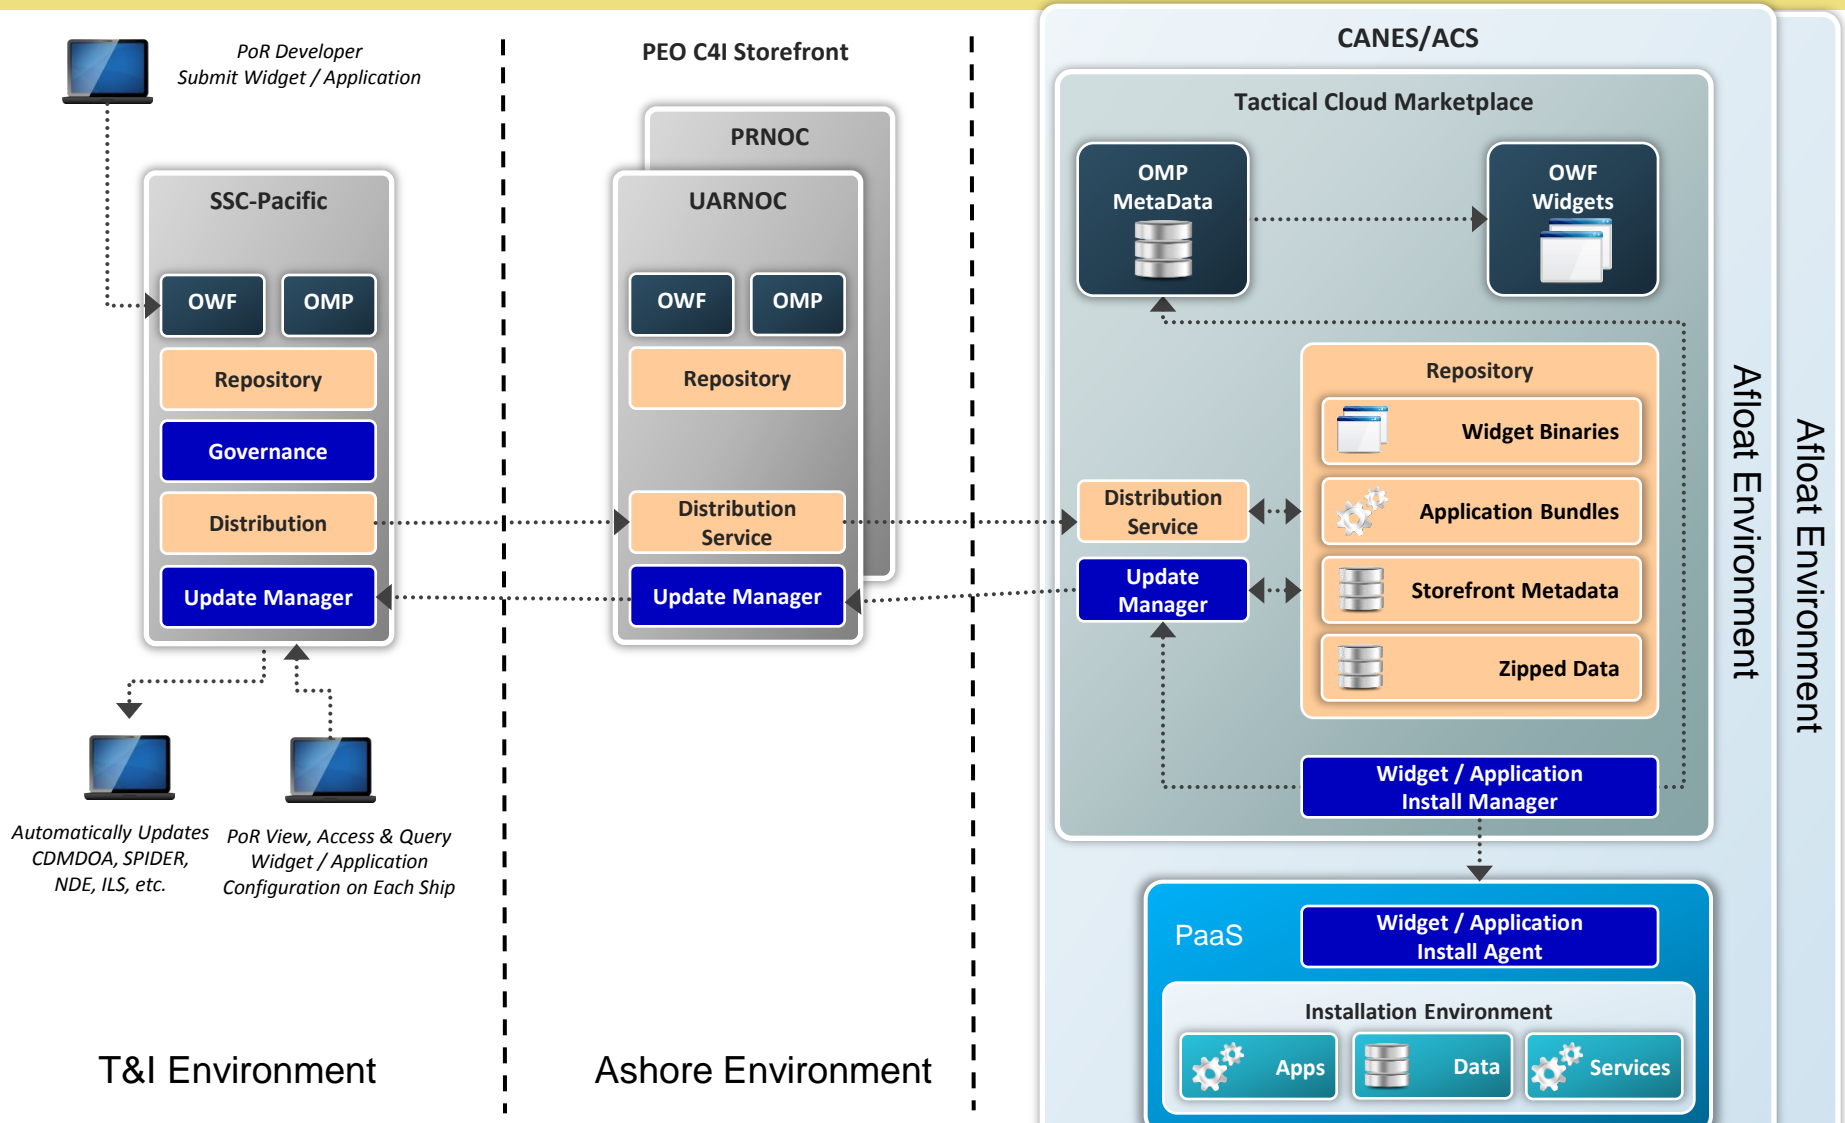 PoR Developer
Submit Widget / Application
SSC-Pacific
OWF
OMP
Repository
Governance
Distribution
Update Manager
Automatically Updates
CDMDOA, SPIDER,
NDE, ILS, etc.
PoR View, Access & Query
Widget / Application
Configuration on Each Ship
T&I Environment
PEO C4I Storefront
PRNOC
UARNOC
OWF
OMP
Repository
Distribution
Service
Update Manager
Ashore Environment
CANES/ACS
Tactical Cloud Marketplace
OMP
MetaData
OWF
Widgets
Repository
Widget Binaries
Application Bundles
Storefront Metadata
Zipped Data
Distribution
Service
Update
Manager
Widget / Application
Install Manager
PaaS
Widget / Application
Install Agent
Installation Environment
Apps
Data
Services
Afloat Environment
Afloat Environment